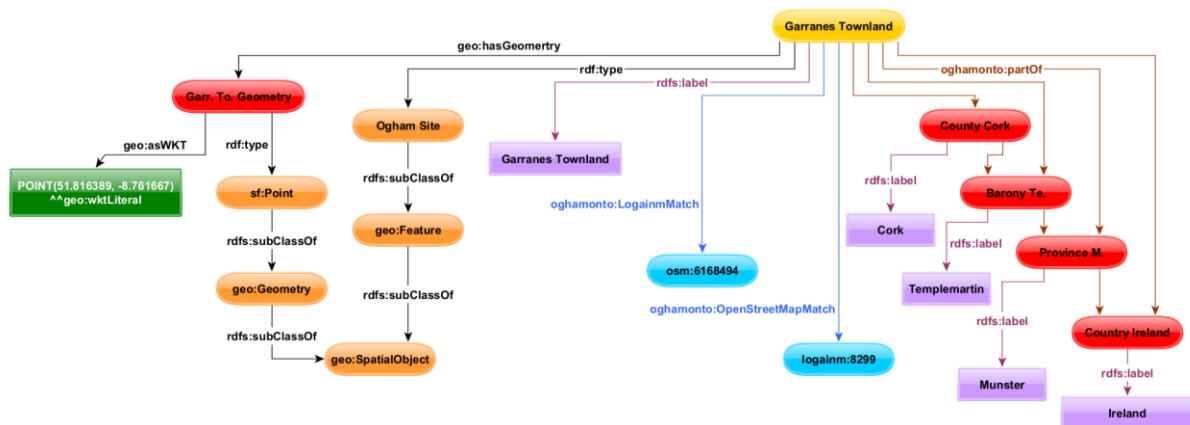 Garranes Townland
geo:hasGeomertry
rdf:type
oghamonto:partOf
rdfs:label
Garr. To. Geometry
Ogham Site
County Cork
geo:asWKT
rdf:type
Garranes Townland
POINT(51.816389, -8.761667)
^^geo:wktLiteral
rdfs:subClassOf
rdfs:label
sf:Point
Barony Te.
oghamonto:LogainmMatch
geo:Feature
Cork
rdfs:subClassOf
rdfs:label
Province M.
osm:6168494
geo:Geometry
rdfs:subClassOf
Templemartin
oghamonto:OpenStreetMapMatch
rdfs:label
rdfs:subClassOf
Country Ireland
geo:SpatialObject
logainm:8299
rdfs:label
Munster
Ireland